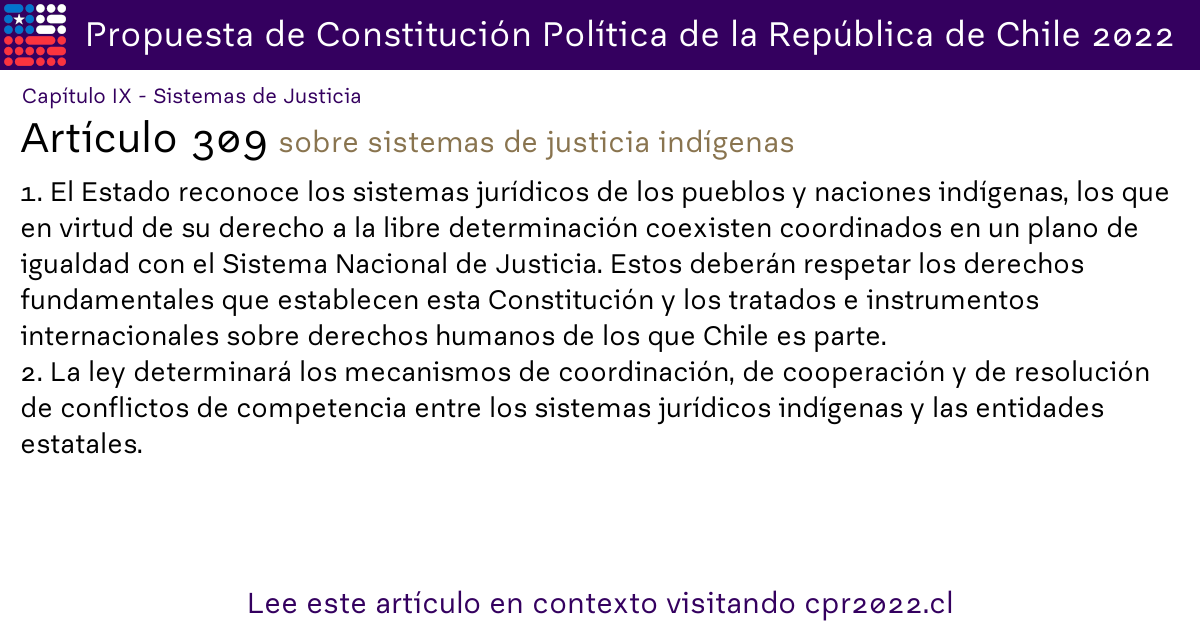 Propuesta de Constitución Política de la República de Chile 2022
Capítulo IX - Sistemas de Justicia
Artículo 309 sobre sistemas de justicia indígenas
1. El Estado reconoce los sistemas jurídicos de los pueblos y naciones indígenas, los que
en virtud de su derecho a la libre determinación coexisten coordinados en un plano de
igualdad con el Sistema Nacional de Justicia. Estos deberán respetar los derechos
fundamentales que establecen esta Constitución y los tratados e instrumentos
internacionales sobre derechos humanos de los que Chile es parte.
2. La ley determinará los mecanismos de coordinación, de cooperación y de resolución
de conflictos de competencia entre los sistemas jurídicos indígenas y las entidades
estatales.
Lee este artículo en contexto visitando cpr2022.cl